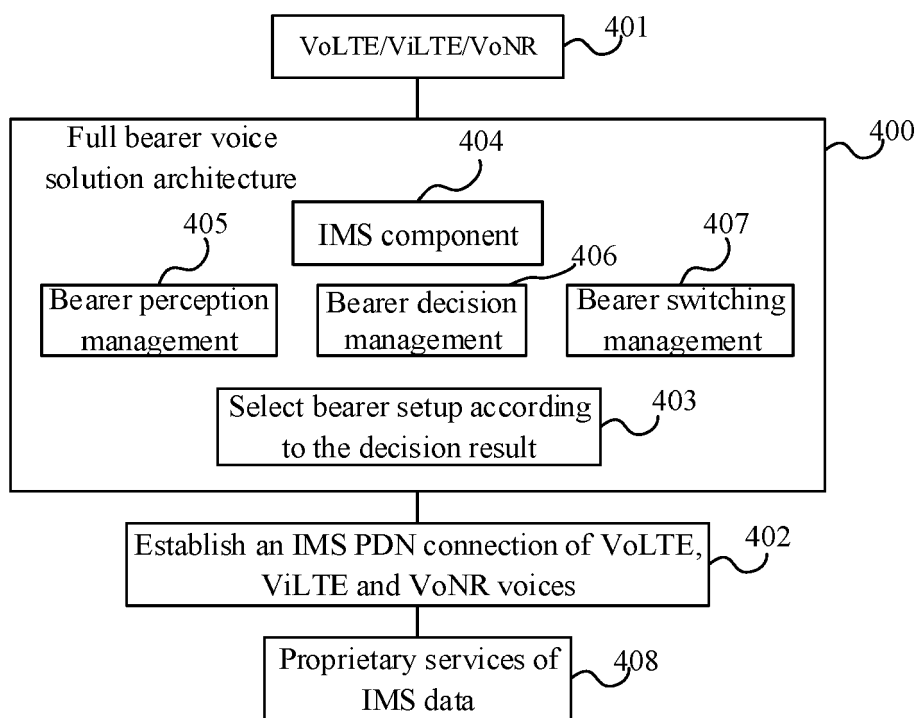 VoLTE/ViLTE/VoNR
401
400
Full bearer voice
solution architecture
404
IMS component
405
Bearer perception
management
406
Bearer decision
management
407
Bearer switching
management
403
Select bearer setup according
to the decision result
402
Establish an IMS PDN connection of VoLTE,
ViLTE and VoNR voices
Proprietary services of
IMS data
408